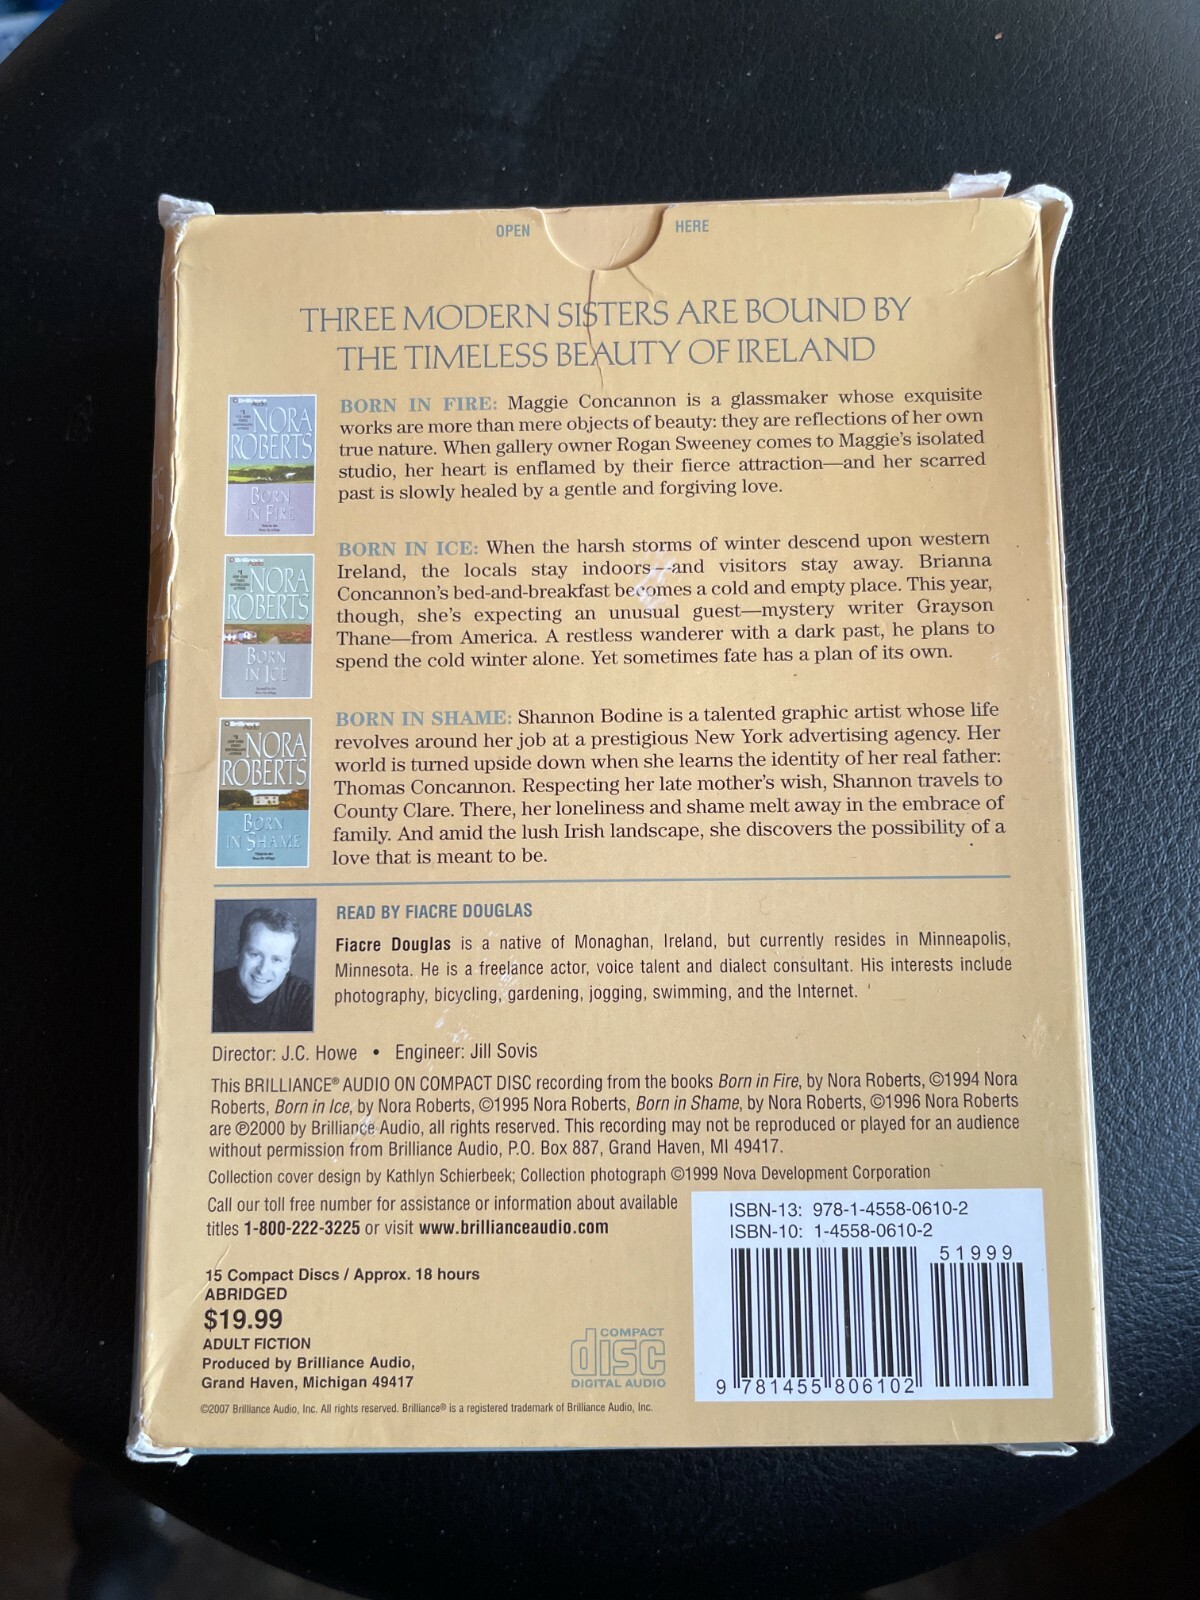 OPEN HERE
THREE MODERN SISTERS ARE BOUND BY
THE TIMELESS BEAUTY OF IRELAND
Brilliance Audio
NORA
ROBERTS
BORN
IN FIRE
BORN IN FIRE: Maggie Concannon is a glassmaker whose exquisite
works are more than mere objects of beauty: they are reflections of her own
true nature. When gallery owner Rogan Sweeney comes to Maggie's isolated
studio, her heart is enflamed by their fierce attraction—and her scarred
past is slowly healed by a gentle and forgiving love.
Brilliance Audio
NORA
ROBERTS
BORN
IN ICE
BORN IN ICE: When the harsh storms of winter descend upon western
Ireland, the locals stay indoors—and visitors stay away. Brianna
Concannon's bed-and-breakfast becomes a cold and empty place. This year,
though, she's expecting an unusual guest—mystery writer Grayson
Thane—from America. A restless wanderer with a dark past, he plans to
spend the cold winter alone. Yet sometimes fate has a plan of its own.
Brilliance Audio
NORA
ROBERTS
BORN
IN SHAME
BORN IN SHAME: Shannon Bodine is a talented graphic artist whose life
revolves around her job at a prestigious New York advertising agency. Her
world is turned upside down when she learns the identity of her real father:
Thomas Concannon. Respecting her late mother's wish, Shannon travels to
County Clare. There, her loneliness and shame melt away in the embrace of
family. And amid the lush Irish landscape, she discovers the possibility of a
love that is meant to be.
READ BY FIACRE DOUGLAS
Fiacre Douglas is a native of Monaghan, Ireland, but currently resides in Minneapolis,
Minnesota. He is a freelance actor, voice talent and dialect consultant. His interests include
photography, bicycling, gardening, jogging, swimming, and the Internet.
Director: J.C. Howe • Engineer: Jill Sovis
This BRILLIANCE® AUDIO ON COMPACT DISC recording from the books Born in Fire, by Nora Roberts, ©1994 Nora
Roberts, Born in Ice, by Nora Roberts, ©1995 Nora Roberts, Born in Shame, by Nora Roberts, ©1996 Nora Roberts
are ℗2000 by Brilliance Audio, all rights reserved. This recording may not be reproduced or played for an audience
without permission from Brilliance Audio, P.O. Box 887, Grand Haven, MI 49417.
Collection cover design by Kathlyn Schierbeek; Collection photograph ©1999 Nova Development Corporation
Call our toll free number for assistance or information about available
titles 1-800-222-3225 or visit www.brillianceaudio.com
15 Compact Discs / Approx. 18 hours
ABRIDGED
$19.99
ADULT FICTION
Produced by Brilliance Audio,
Grand Haven, Michigan 49417
©2007 Brilliance Audio, Inc. All rights reserved. Brilliance® is a registered trademark of Brilliance Audio, Inc.
COMPACT
disc
DIGITAL AUDIO
ISBN-13: 978-1-4558-0610-2
ISBN-10: 1-4558-0610-2
51999
9 781455 806102